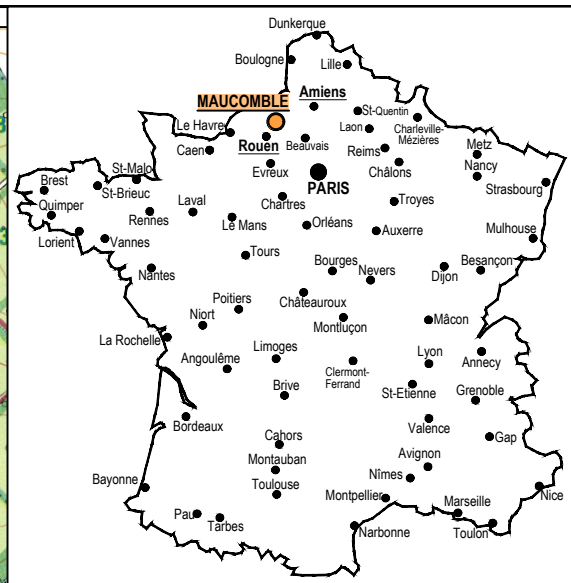 Dunkerque
Boulogne
Lille
Amiens
MAUCOMBLE
St-Quentin
Le Havre
Laon
Charleville-
Mézières
Rouen
Beauvais
Caen
Reims
Metz
Evreux
Châlons
Nancy
St-Malo
PARIS
Strasbourg
Brest
St-Brieuc
Chartres
Troyes
Quimper
Rennes
Laval
Le Mans
Orléans
Auxerre
Mulhouse
Lorient
Vannes
Tours
Nantes
Bourges
Nevers
Dijon
Besançon
Poitiers
Châteauroux
Niort
Montluçon
Mâcon
La Rochelle
Limoges
Lyon
Annecy
Angoulême
Clermont-
Ferrand
Brive
St-Etienne
Grenoble
Bordeaux
Valence
Gap
Cahors
Avignon
Montauban
Nîmes
Bayonne
Toulouse
Montpellier
Marseille
Nice
Pau
Tarbes
Narbonne
Toulon